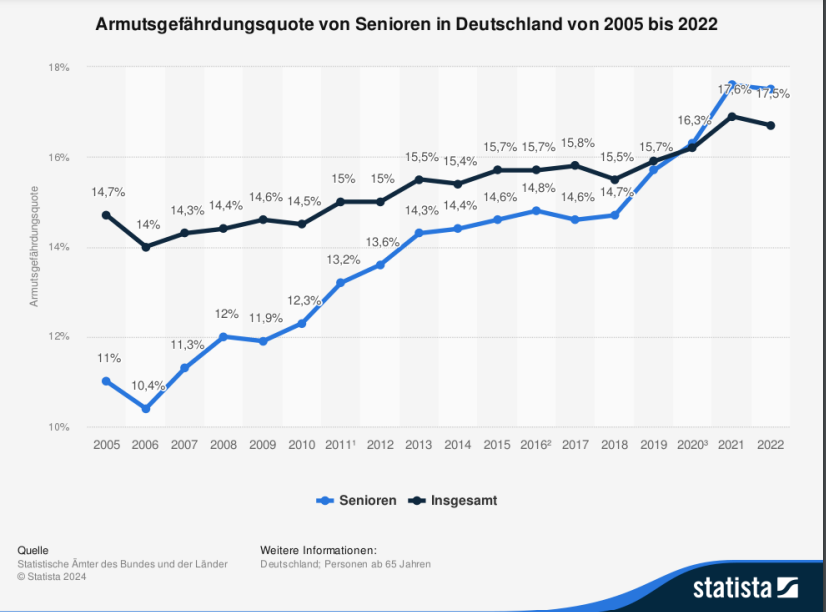 Armutsgefährdungsquote von Senioren in Deutschland von 2005 bis 2022
Armutsgefährdungsquote
18%
16%
14%
12%
10%
14,7% 14% 14,3% 14,4% 14,6% 14,5% 15% 15% 15,5% 15,4% 15,7% 15,7% 15,8% 15,5%
11% 10,4% 11,3% 12% 11,9% 12,3% 13,2% 13,6% 14,3% 14,4% 14,6% 14,8% 14,6% 14,7% 15,7% 16,3% 17,6% 17,5%
2005 2006 2007 2008 2009 2010 2011¹ 2012 2013 2014 2015 2016² 2017 2018 2019 2020³ 2021 2022
Senioren Insgesamt
Quelle
Statistische Ämter des Bundes und der Länder
© Statista 2024
Weitere Informationen:
Deutschland; Personen ab 65 Jahren
statista